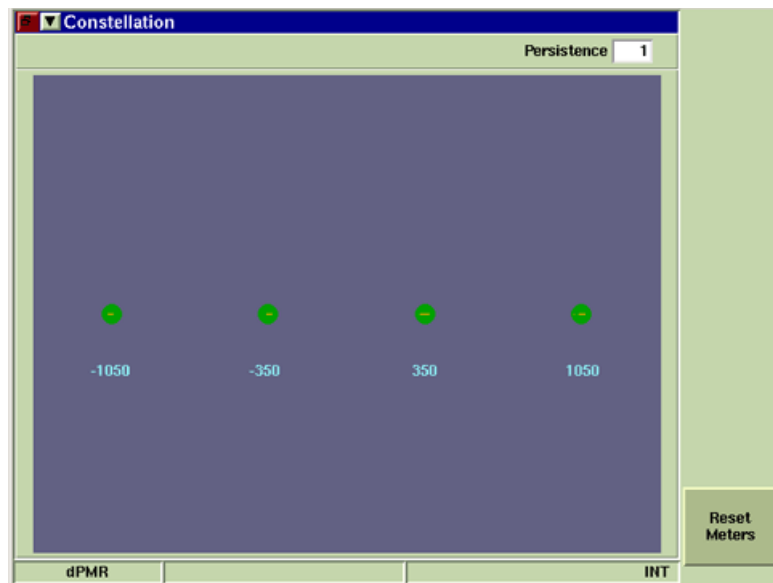 Constellation
Persistence 1
-1050 -350 350 1050
Reset
Meters
dPMR INT